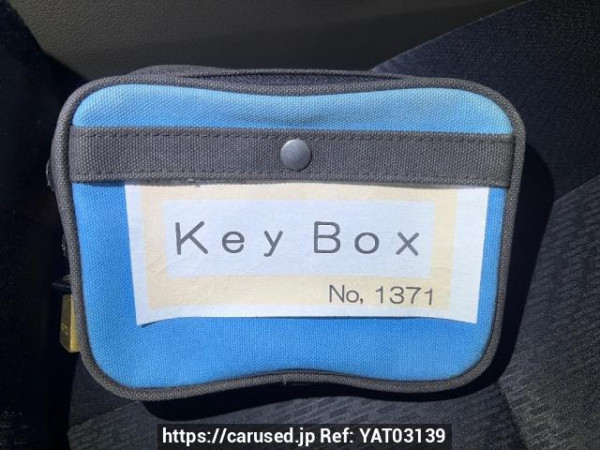 Key Box
No, 1371
https://carused.jp Ref: YAT03139